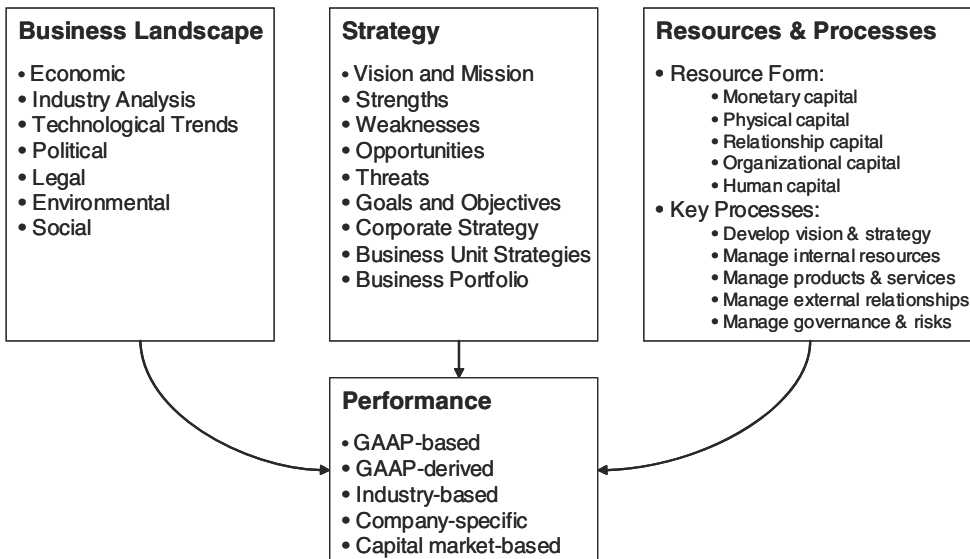 Business Landscape
• Economic
• Industry Analysis
• Technological Trends
• Political
• Legal
• Environmental
• Social
Strategy
• Vision and Mission
• Strengths
• Weaknesses
• Opportunities
• Threats
• Goals and Objectives
• Corporate Strategy
• Business Unit Strategies
• Business Portfolio
Resources & Processes
• Resource Form:
• Monetary capital
• Physical capital
• Relationship capital
• Organizational capital
• Human capital
• Key Processes:
• Develop vision & strategy
• Manage internal resources
• Manage products & services
• Manage external relationships
• Manage governance & risks
Performance
• GAAP-based
• GAAP-derived
• Industry-based
• Company-specific
• Capital market-based